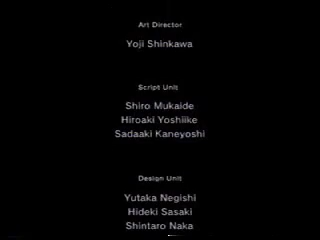 Art Director
Yoji Shinkawa
Script Unit
Shiro Mukaide
Hiroaki Yoshiike
Sadaaki Kaneyoshi
Design Unit
Yutaka Negishi
Hideki Sasaki
Shintaro Naka